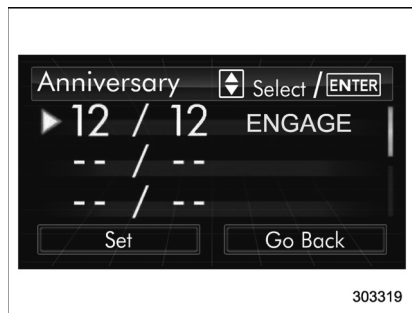 Anniversary Select / ENTER
12 / 12 ENGAGE
-- / --
-- / --
Set Go Back
303319